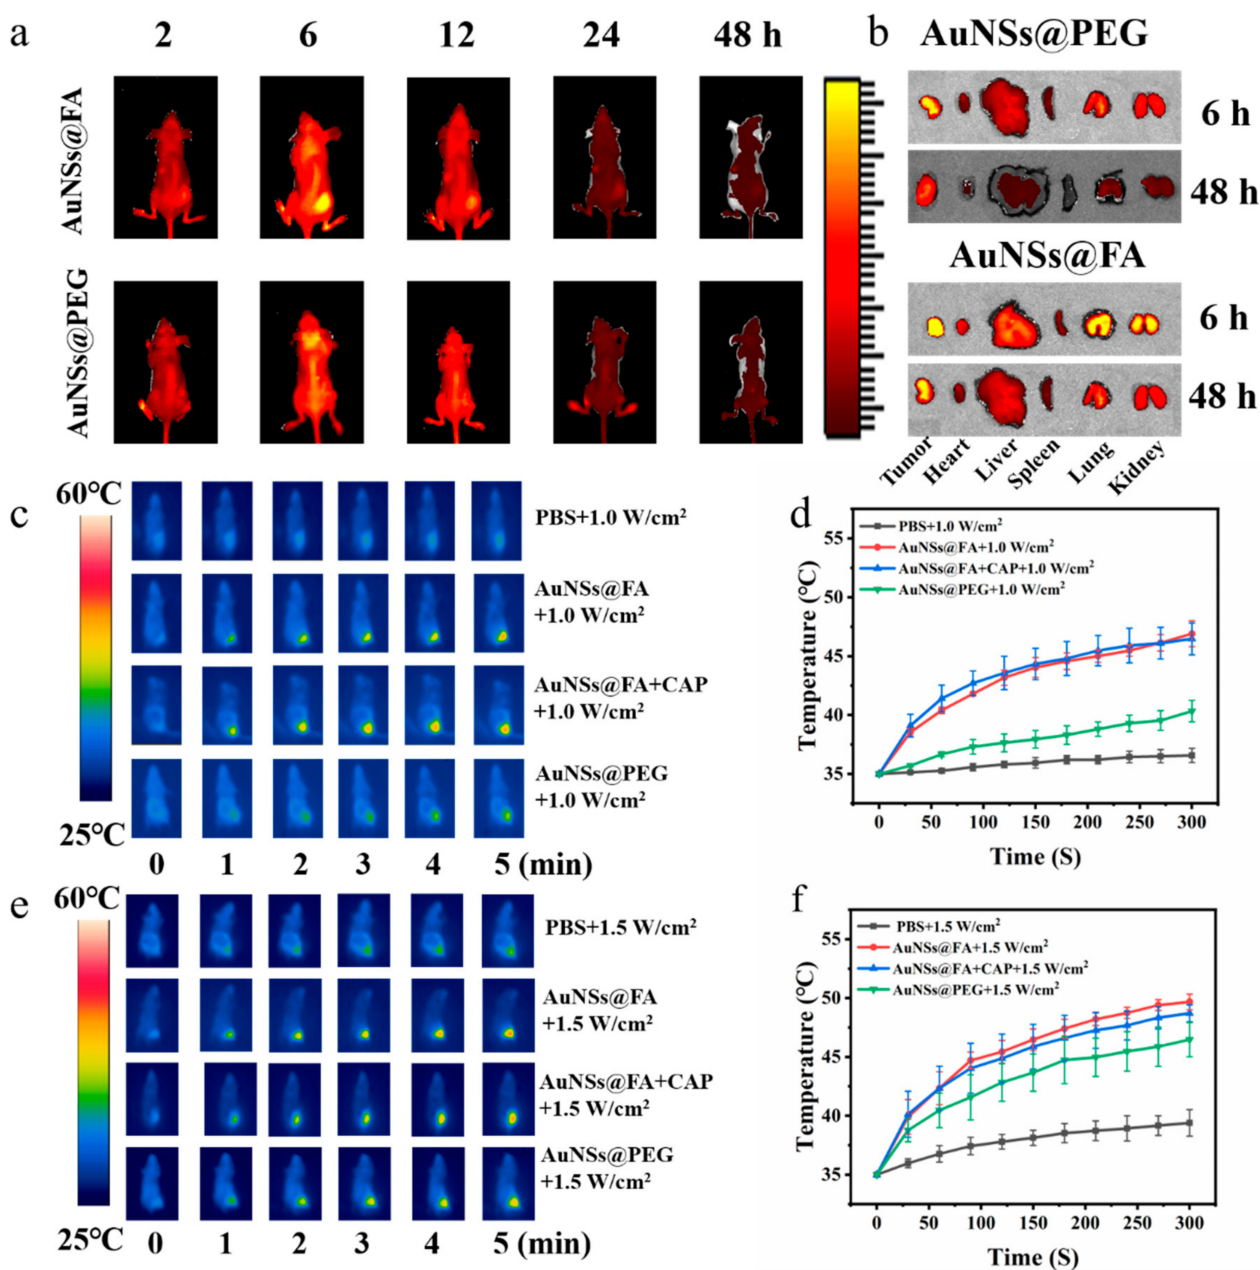 a
2 6 12 24 48 h
AuNSs@FA
AuNSs@PEG
b
AuNSs@PEG
6 h
48 h
AuNSs@FA
6 h
48 h
Tumor
Heart
Liver
Spleen
Lung
Kidney
c
60°C
25°C
PBS+1.0 W/cm²
AuNSs@FA
+1.0 W/cm²
AuNSs@FA+CAP
+1.0 W/cm²
AuNSs@PEG
+1.0 W/cm²
0 1 2 3 4 5 (min)
d
PBS+1.0 W/cm²
AuNSs@FA+1.0 W/cm²
AuNSs@FA+CAP+1.0 W/cm²
AuNSs@PEG+1.0 W/cm²
Temperature (°C)
55
50
45
40
35
0 50 100 150 200 250 300
Time (S)
e
60°C
25°C
PBS+1.5 W/cm²
AuNSs@FA
+1.5 W/cm²
AuNSs@FA+CAP
+1.5 W/cm²
AuNSs@PEG
+1.5 W/cm²
0 1 2 3 4 5 (min)
f
PBS+1.5 W/cm²
AuNSs@FA+1.5 W/cm²
AuNSs@FA+CAP+1.5 W/cm²
AuNSs@PEG+1.5 W/cm²
Temperature (°C)
55
50
45
40
35
0 50 100 150 200 250 300
Time (S)